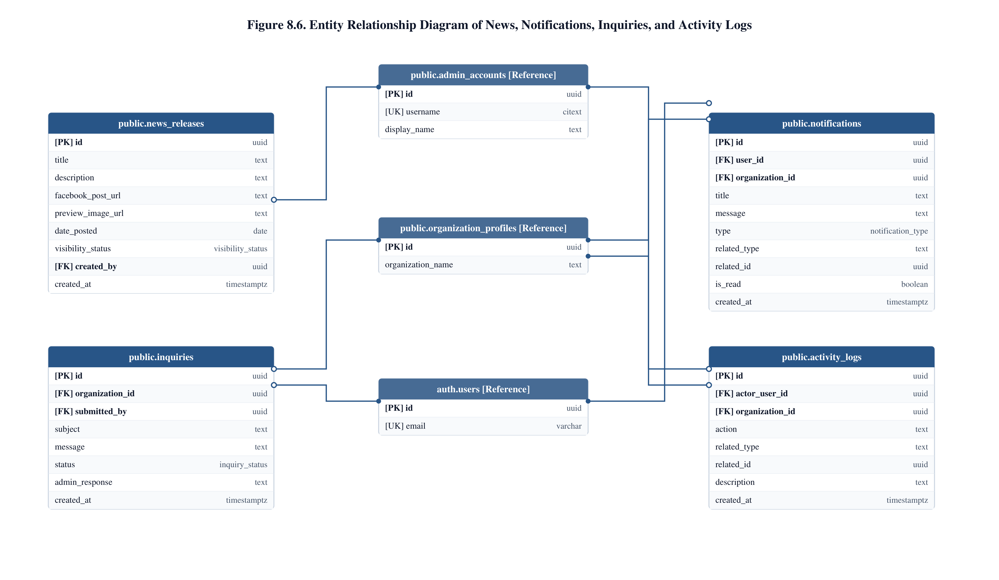 Figure 8.6. Entity Relationship Diagram of News, Notifications, Inquiries, and Activity Logs
public.admin_accounts [Reference]
[PK] id uuid
[UK] username citext
display_name text
public.news_releases
[PK] id uuid
title text
description text
facebook_post_url text
preview_image_url text
date_posted date
visibility_status visibility_status
[FK] created_by uuid
created_at timestamptz
public.organization_profiles [Reference]
[PK] id uuid
organization_name text
public.notifications
[PK] id uuid
[FK] user_id uuid
[FK] organization_id uuid
title text
message text
type notification_type
related_type text
related_id uuid
is_read boolean
created_at timestamptz
public.inquiries
[PK] id uuid
[FK] organization_id uuid
[FK] submitted_by uuid
subject text
message text
status inquiry_status
admin_response text
created_at timestamptz
auth.users [Reference]
[PK] id uuid
[UK] email varchar
public.activity_logs
[PK] id uuid
[FK] actor_user_id uuid
[FK] organization_id uuid
action text
related_type text
related_id uuid
description text
created_at timestamptz